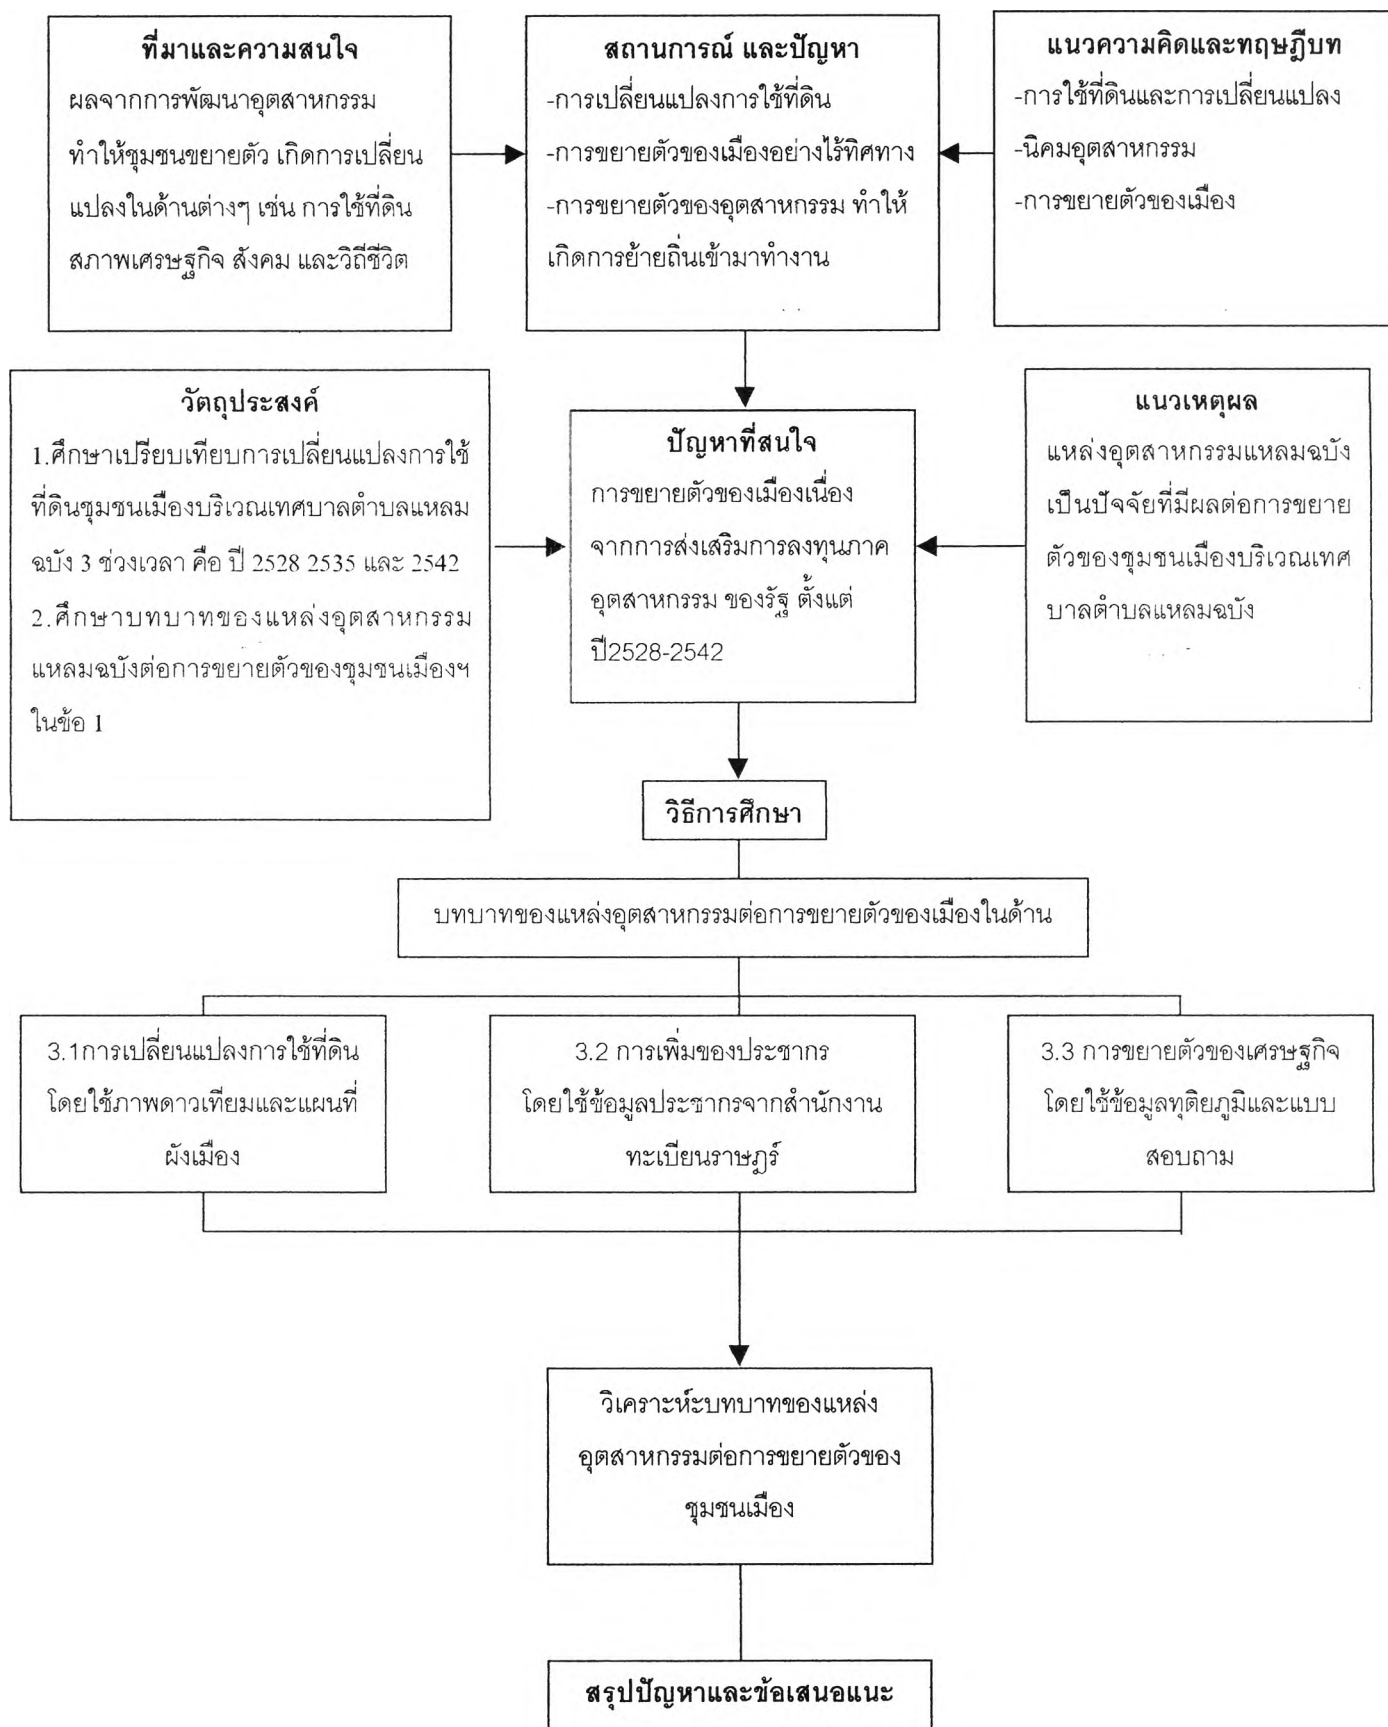 ที่มาและความสนใจ
ผลจากการพัฒนาอุตสาหกรรม
ทำให้ชุมชนขยายตัว เกิดการเปลี่ยน
แปลงในด้านต่างๆ เช่น การใช้ที่ดิน
สภาพเศรษฐกิจ สังคม และวิถีชีวิต
สถานการณ์ และปัญหา
-การเปลี่ยนแปลงการใช้ที่ดิน
-การขยายตัวของเมืองอย่างไร้ทิศทาง
-การขยายตัวของอุตสาหกรรม ทำให้
เกิดการย้ายถิ่นเข้ามาทำงาน
แนวความคิดและทฤษฎีบท
-การใช้ที่ดินและการเปลี่ยนแปลง
-นิคมอุตสาหกรรม
-การขยายตัวของเมือง
วัตถุประสงค์
1.ศึกษาเปรียบเทียบการเปลี่ยนแปลงการใช้
ที่ดินชุมชนเมืองบริเวณเทศบาลตำบลแหลม
ฉบัง 3 ช่วงเวลา คือ ปี 2528 2535 และ 2542
2.ศึกษาบทบาทของแหล่งอุตสาหกรรม
แหลมฉบังต่อการขยายตัวของชุมชนเมืองฯ
ในข้อ 1
ปัญหาที่สนใจ
การขยายตัวของเมืองเนื่อง
จากการส่งเสริมการลงทุนภาค
อุตสาหกรรม ของรัฐ ตั้งแต่
ปี2528-2542
แนวเหตุผล
แหล่งอุตสาหกรรมแหลมฉบัง
เป็นปัจจัยที่มีผลต่อการขยาย
ตัวของชุมชนเมืองบริเวณเทศ
บาลตำบลแหลมฉบัง
วิธีการศึกษา
บทบาทของแหล่งอุตสาหกรรมต่อการขยายตัวของเมืองในด้าน
3.1การเปลี่ยนแปลงการใช้ที่ดิน
โดยใช้ภาพดาวเทียมและแผนที่
ผังเมือง
3.2 การเพิ่มของประชากร
โดยใช้ข้อมูลประชากรจากสำนักงาน
ทะเบียนราษฎร์
3.3 การขยายตัวของเศรษฐกิจ
โดยใช้ข้อมูลทุติยภูมิและแบบ
สอบถาม
วิเคราะห์บทบาทของแหล่ง
อุตสาหกรรมต่อการขยายตัวของ
ชุมชนเมือง
สรุปปัญหาและข้อเสนอแนะ